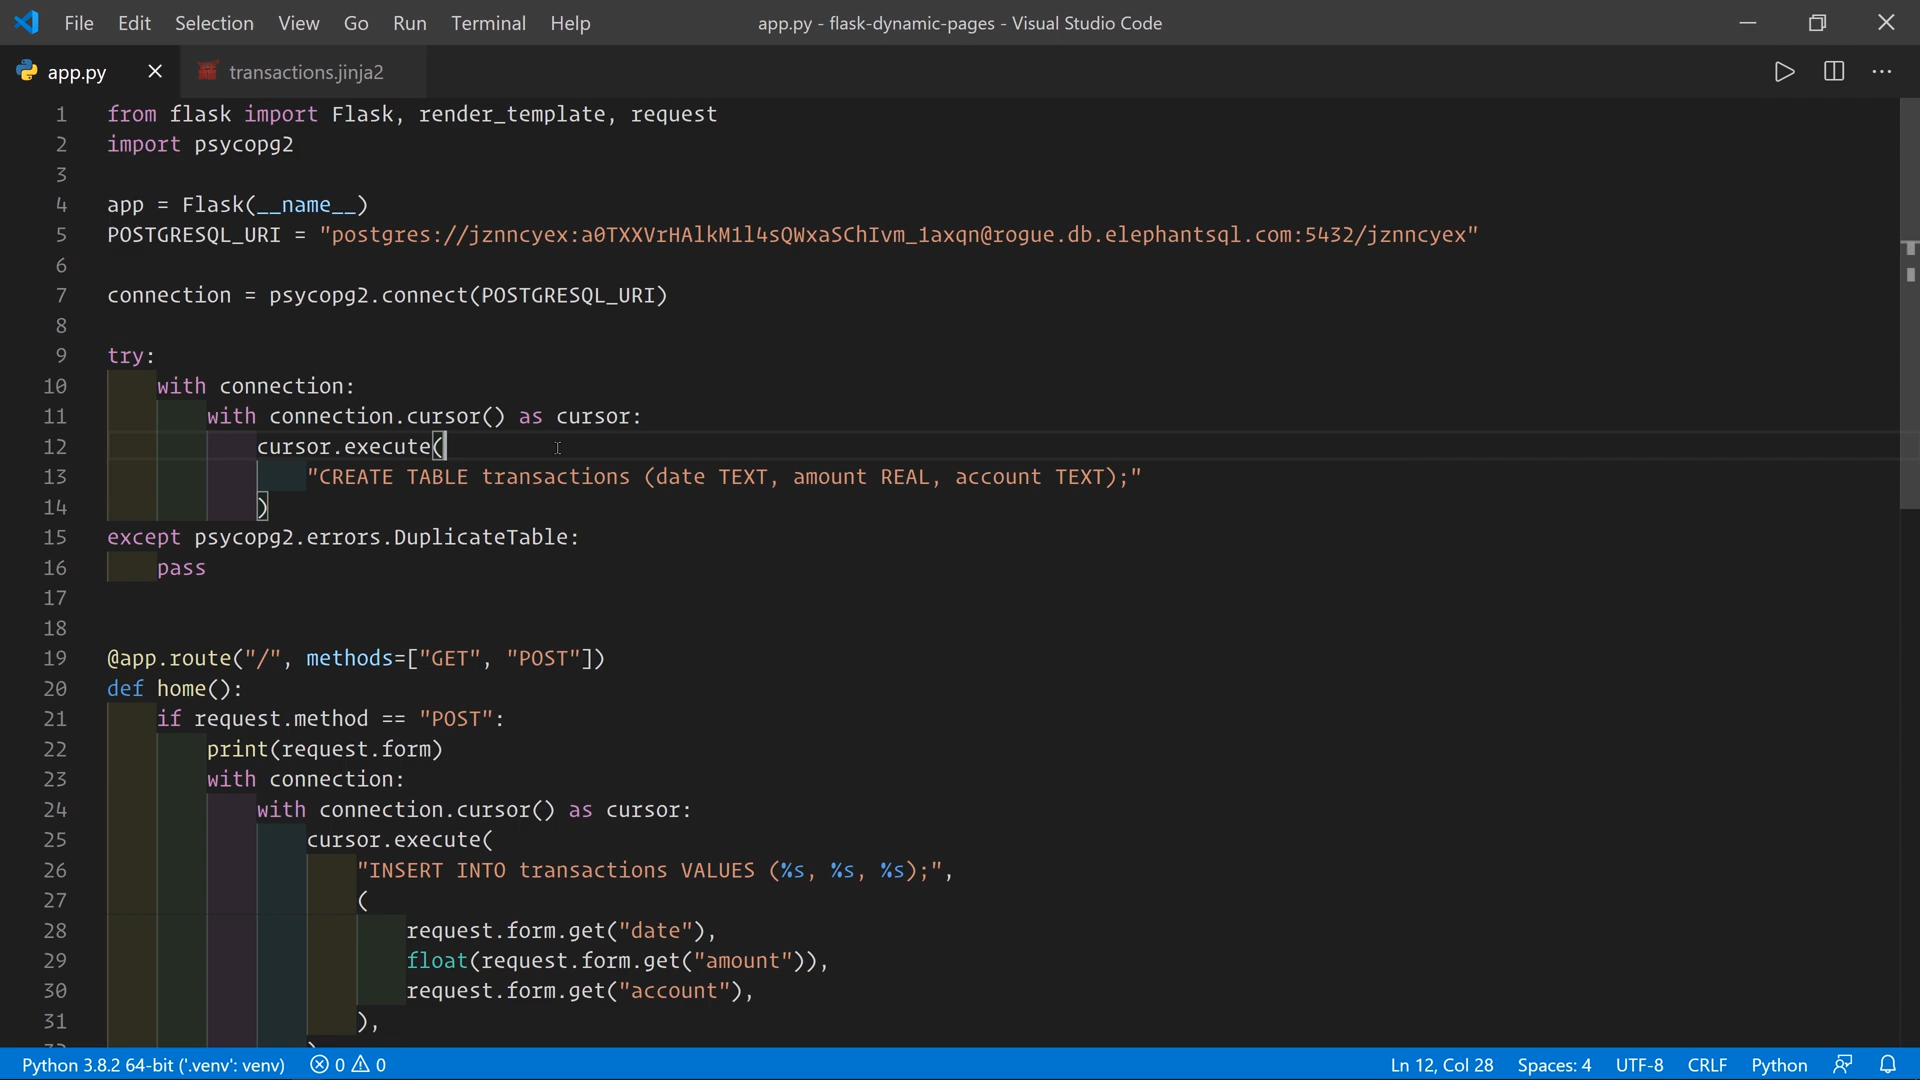 File Edit Selection View Go Run Terminal Help app.py - flask-dynamic-pages - Visual Studio Code
app.py transactions.jinja2
1 from flask import Flask, render_template, request
2 import psycopg2
3
4 app = Flask(__name__)
5 POSTGRESQL_URI = "postgres://jznncyex:a0TXXVrHAlkM1l4sQWxaSChIvm_1axqn@rogue.db.elephantsql.com:5432/jznncyex"
6
7 connection = psycopg2.connect(POSTGRESQL_URI)
8
9 try:
10 with connection:
11 with connection.cursor() as cursor:
12 cursor.execute(
13 "CREATE TABLE transactions (date TEXT, amount REAL, account TEXT);"
14 )
15 except psycopg2.errors.DuplicateTable:
16 pass
17
18
19 @app.route("/", methods=["GET", "POST"])
20 def home():
21 if request.method == "POST":
22 print(request.form)
23 with connection:
24 with connection.cursor() as cursor:
25 cursor.execute(
26 "INSERT INTO transactions VALUES (%s, %s, %s);",
27 (
28 request.form.get("date"),
29 float(request.form.get("amount")),
30 request.form.get("account"),
31 ),
Python 3.8.2 64-bit ('.venv': venv) 0 0 Ln 12, Col 28 Spaces: 4 UTF-8 CRLF Python